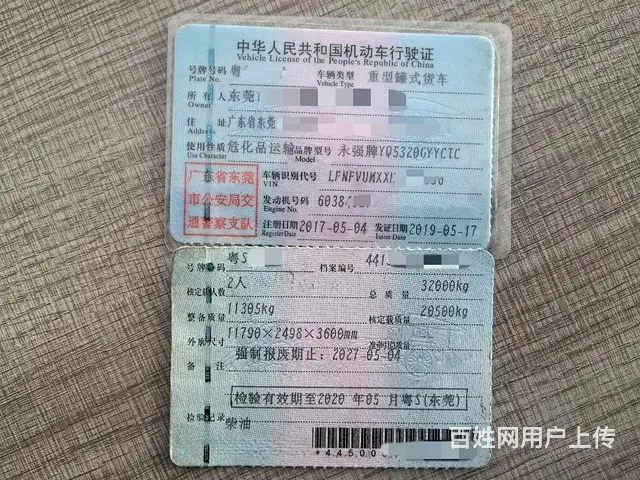 中华人民共和国机动车行驶证
Vehicle License of the People's Republic of China
号牌号码 粤 车辆类型 重型罐式货车
Plate No. Vehicle Type
所有人 东莞
Owner
住址 广东省东莞
Address
使用性质 危化品运输 品牌型号 永强牌YQ5320GYYCTC
Use Character Model
广东省东莞
市公安局交
通警察支队
车辆识别代号 LFNFVUMXX
VIN
发动机号码 6038
Engine No.
注册日期 2017-05-04 发证日期 2019-05-17
Register Date Issue Date
号牌号码 粤S 档案编号 441
核定载人数 2人 总质量 32000kg
整备质量 11305kg 核定载质量 20500kg
外廓尺寸 11790×2498×3600mm 准牵引总质量
备注 强制报废期止：2027-05-04
检验有效期至2020 年05 月粤S(东莞)
检验记录
柴油
*44500
百姓网用户上传